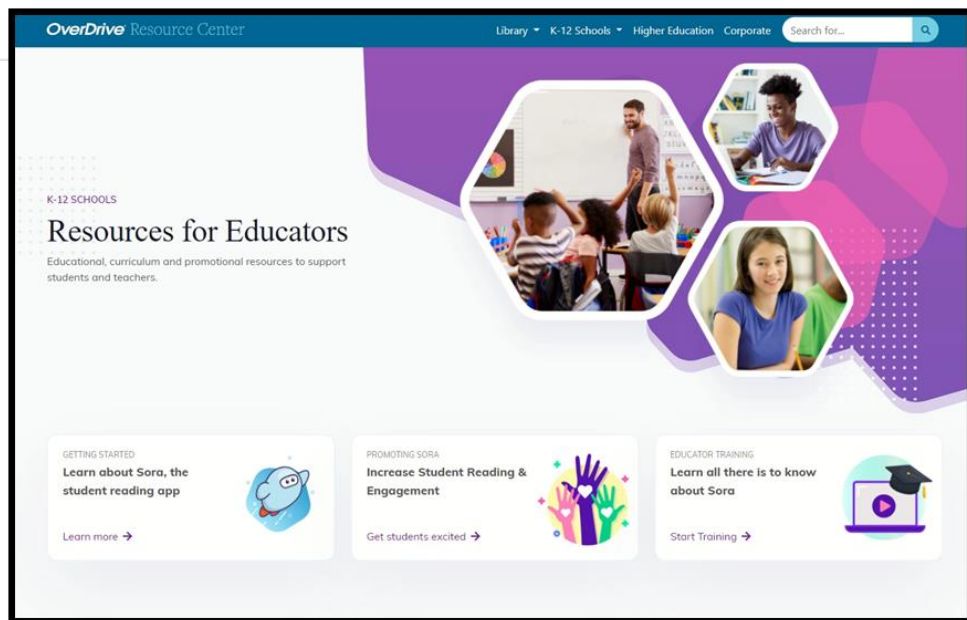 OverDrive Resource Center
Library K-12 Schools Higher Education Corporate Search for...
K-12 SCHOOLS
Resources for Educators
Educational, curriculum and promotional resources to support
students and teachers.
GETTING STARTED
Learn about Sora, the
student reading app
Learn more →
PROMOTING SORA
Increase Student Reading &
Engagement
Get students excited →
EDUCATOR TRAINING
Learn all there is to know
about Sora
Start Training →